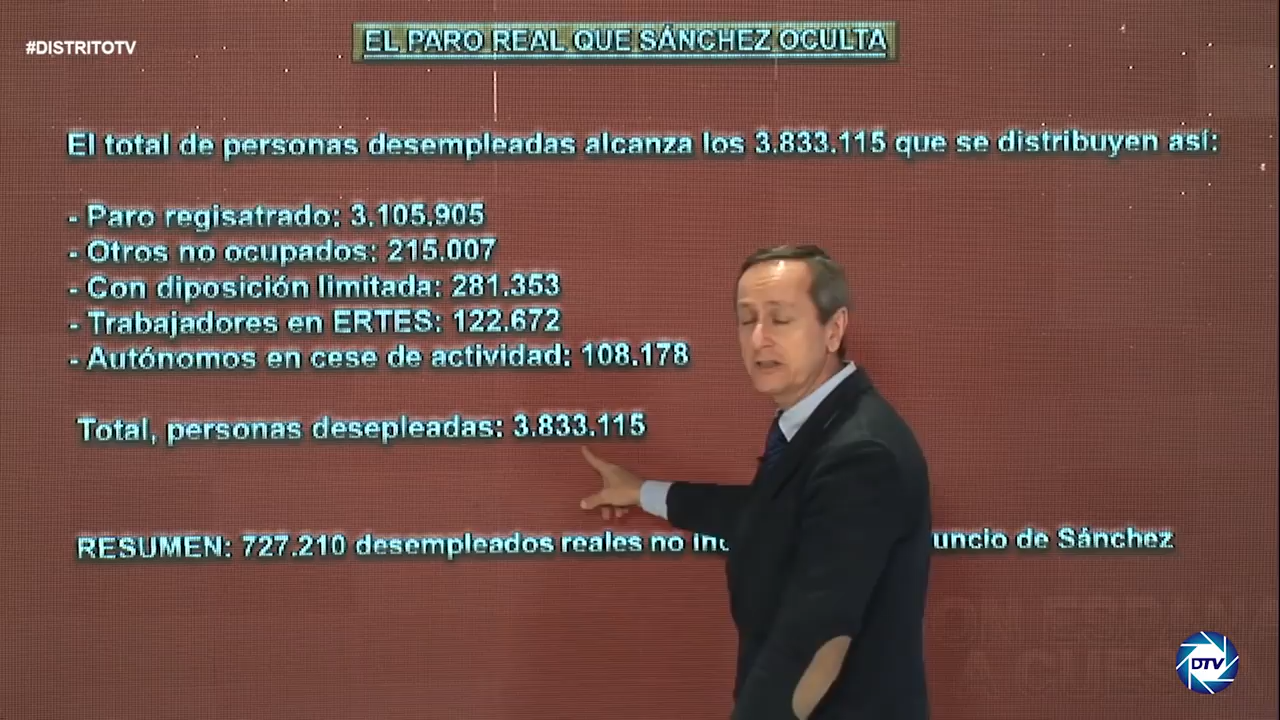 #DISTRITOTV
EL PARO REAL QUE SÁNCHEZ OCULTA
El total de personas desempleadas alcanza los 3.833.115 que se distribuyen así:
- Paro regisatrado: 3.105.905
- Otros no ocupados: 215.007
- Con diposición limitada: 281.353
- Trabajadores en ERTES: 122.672
- Autónomos en cese de actividad: 108.178
Total, personas desepleadas: 3.833.115
RESUMEN: 727.210 desempleados reales no de Sánchez
DTV